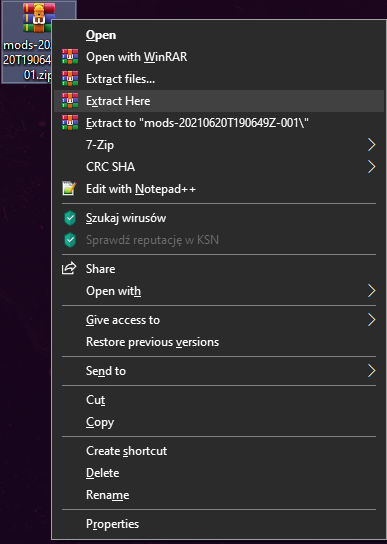 mods-202
20T19064
01.zip
Open
Open with WinRAR
Extract files...
Extract Here
Extract to "mods-20210620T190649Z-001\"
7-Zip
CRC SHA
Edit with Notepad++
Szukaj wirusów
Sprawdź reputację w KSN
Share
Open with
Give access to
Restore previous versions
Send to
Cut
Copy
Create shortcut
Delete
Rename
Properties